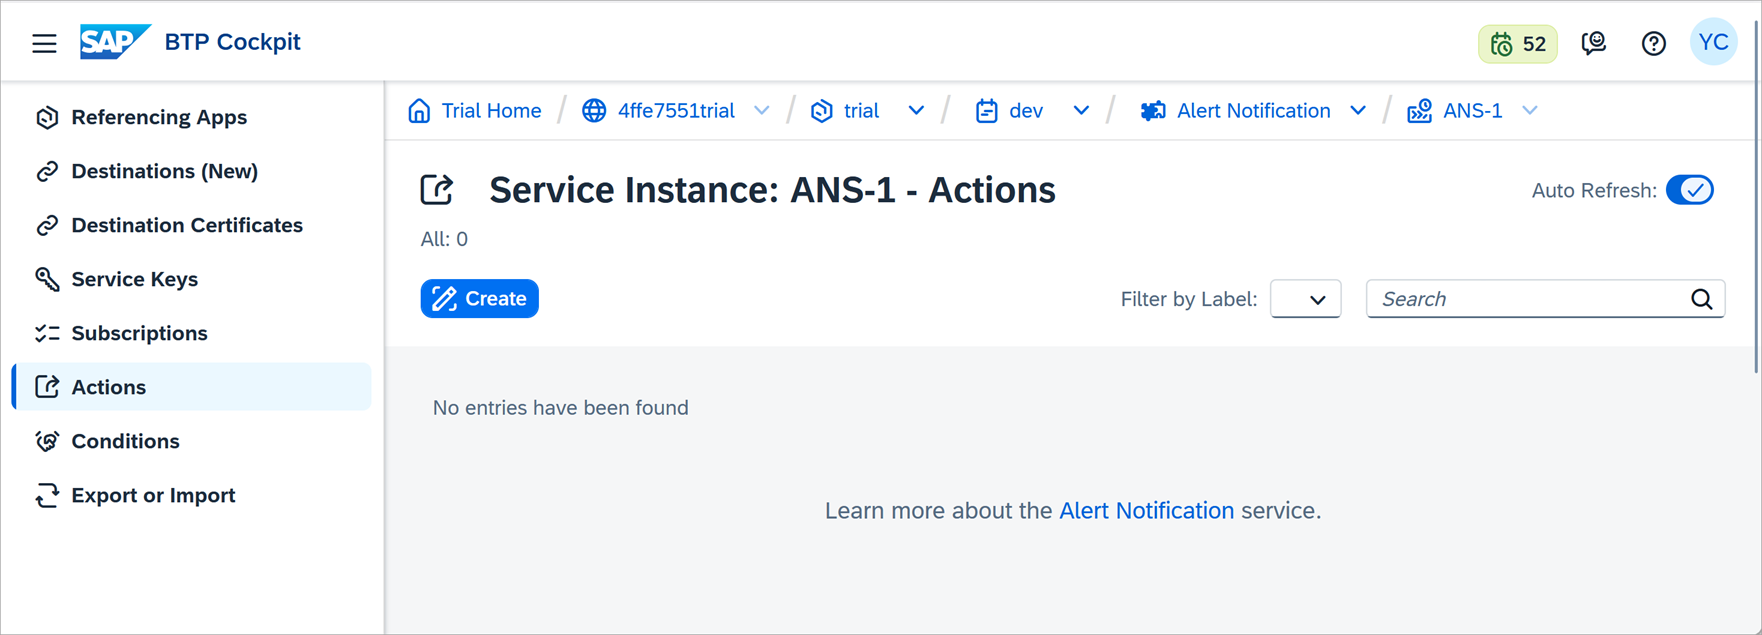 SAP BTP Cockpit
52
YC
Referencing Apps
Destinations (New)
Destination Certificates
Service Keys
Subscriptions
Actions
Conditions
Export or Import
Trial Home / 4ffe7551trial / trial / dev / Alert Notification / ANS-1
Service Instance: ANS-1 - Actions
Auto Refresh:
All: 0
Create
Filter by Label:
Search
No entries have been found
Learn more about the Alert Notification service.